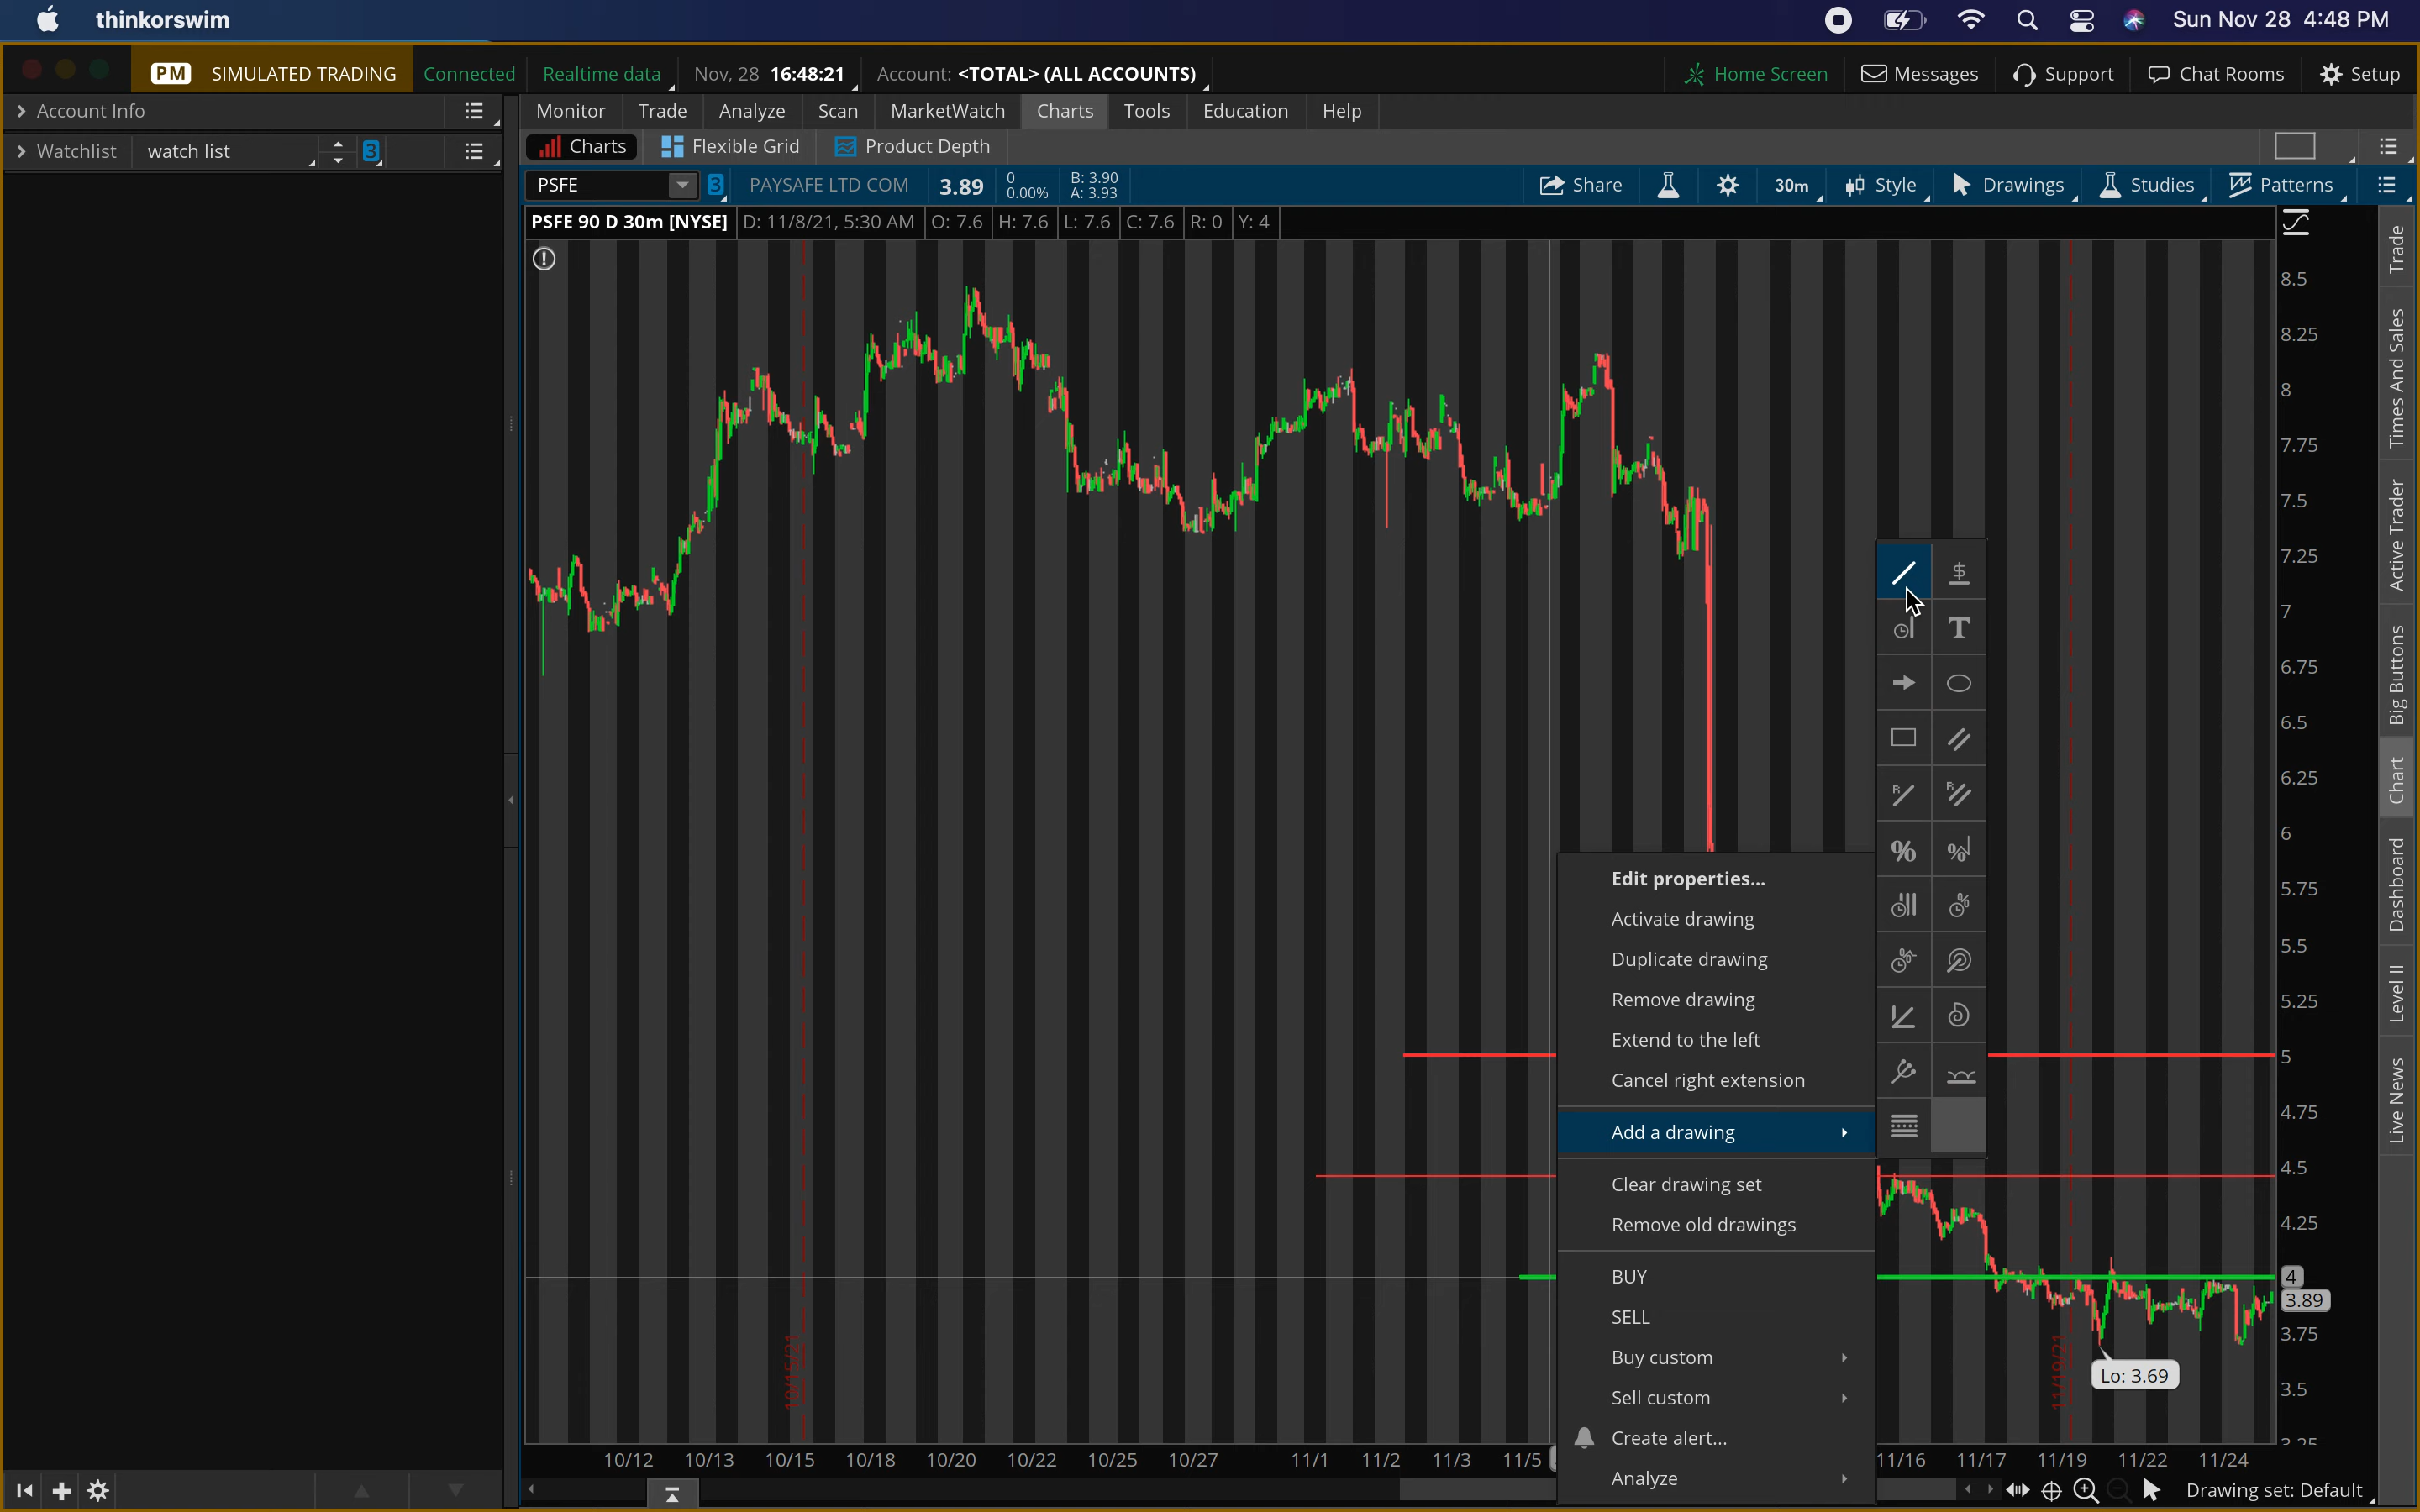 thinkorswim
Sun Nov 28 4:48 PM
PM SIMULATED TRADING Connected Realtime data Nov, 28 16:48:21 Account: <TOTAL> (ALL ACCOUNTS) Home Screen Messages Support Chat Rooms Setup
Account Info
Monitor Trade Analyze Scan MarketWatch Charts Tools Education Help
Watchlist watch list 3
Charts Flexible Grid Product Depth
PSFE 3 PAYSAFE LTD COM 3.89 0 B: 3.90
0.00% A: 3.93
Share 30m Style Drawings Studies Patterns
PSFE 90 D 30m [NYSE] D: 11/8/21, 5:30 AM O: 7.6 H: 7.6 L: 7.6 C: 7.6 R: 0 Y: 4
8.5
8.25
8
7.75
7.5
7.25
7
6.75
6.5
6.25
6
5.75
5.5
5.25
5
4.75
4.5
4.25
4
3.89
3.75
3.5
3.25
Trade
Times And Sales
Active Trader
Big Buttons
Chart
Dashboard
Level II
Live News
$
T
R
R
%
%
%
Edit properties...
Activate drawing
Duplicate drawing
Remove drawing
Extend to the left
Cancel right extension
Add a drawing
Clear drawing set
Remove old drawings
BUY
SELL
Buy custom
Sell custom
Create alert...
Analyze
10/15/21
11/19/21
Lo: 3.69
10/12 10/13 10/15 10/18 10/20 10/22 10/25 10/27 11/1 11/2 11/3 11/5 11/16 11/17 11/19 11/22 11/24
Drawing set: Default